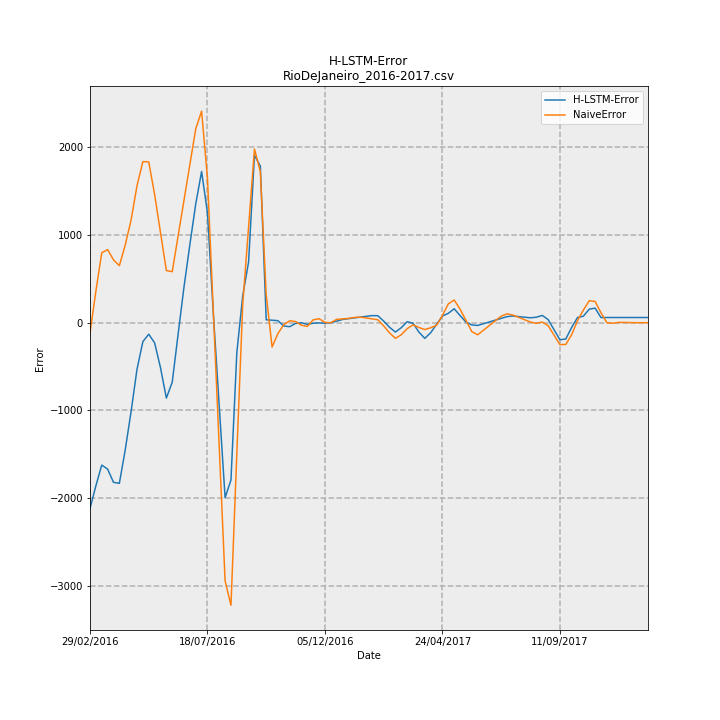 H-LSTM-Error
RioDeJaneiro_2016-2017.csv
H-LSTM-Error
NaiveError
2000
1000
0
−1000
−2000
−3000
Error
29/02/2016
18/07/2016
05/12/2016
24/04/2017
11/09/2017
Date